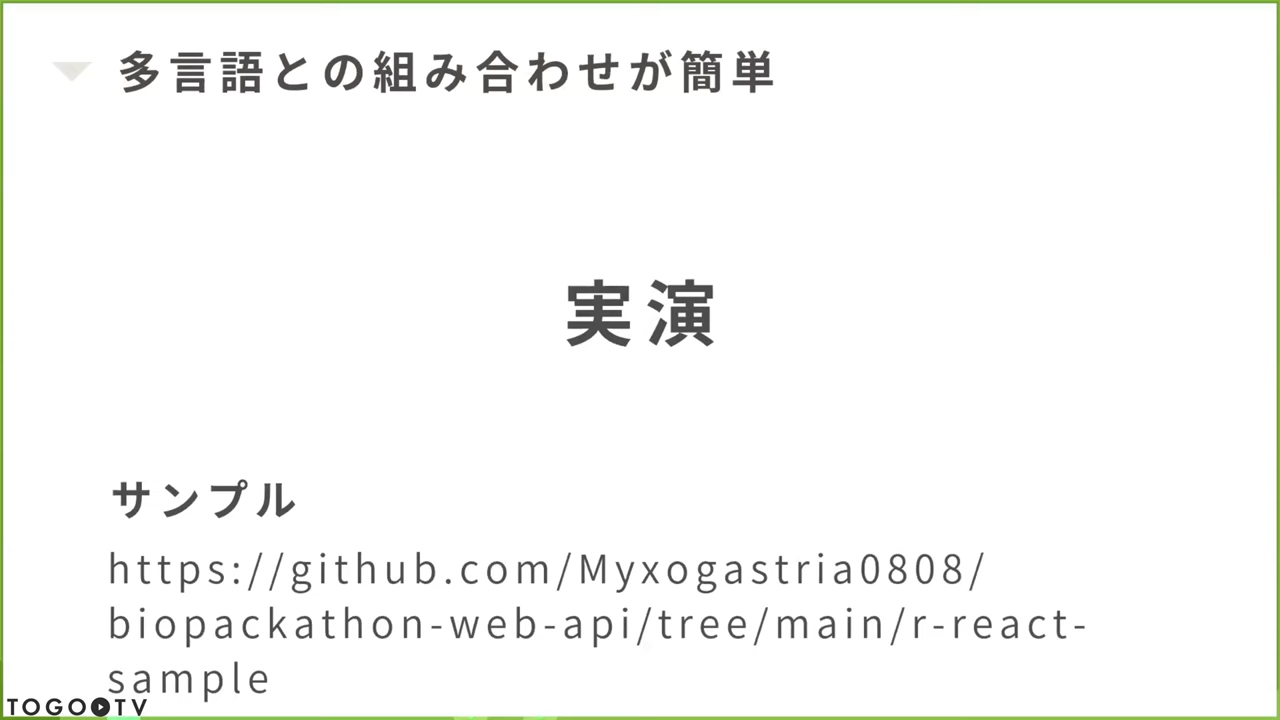 多言語との組み合わせが簡単
実演
サンプル
https://github.com/Myxogastria0808/
biopackathon-web-api/tree/main/r-react-
sample
TOGOTV